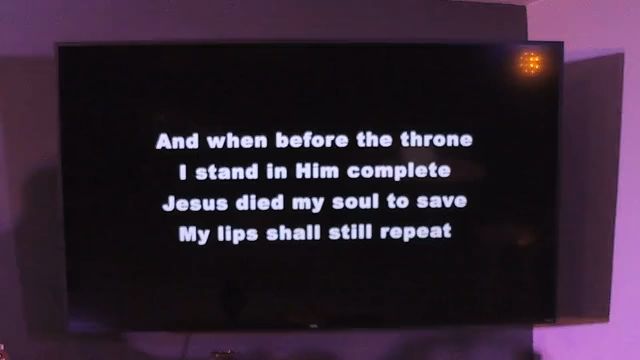 And when before the throne
I stand in Him complete
Jesus died my soul to save
My lips shall still repeat